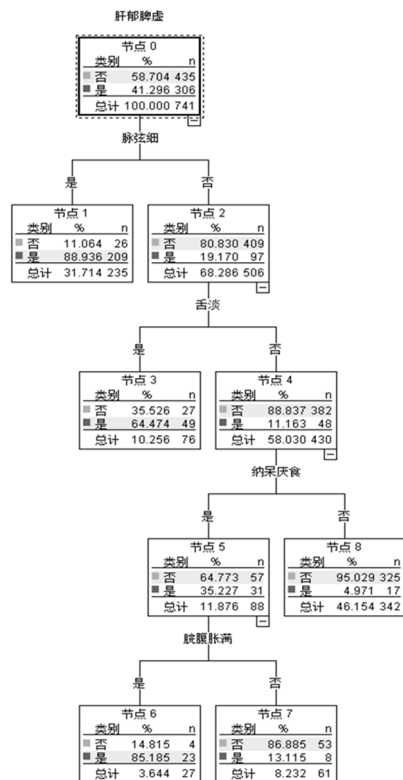 肝郁脾虚
节点 0
类别 % n
否 58.704 435
是 41.296 306
总计 100.000 741
脉弦细
是 否
节点 1
类别 % n
否 11.064 26
是 88.936 209
总计 31.714 235
节点 2
类别 % n
否 80.830 409
是 19.170 97
总计 68.286 506
舌淡
是 否
节点 3
类别 % n
否 35.526 27
是 64.474 49
总计 10.256 76
节点 4
类别 % n
否 88.837 382
是 11.163 48
总计 58.030 430
纳呆厌食
是 否
节点 5
类别 % n
否 64.773 57
是 35.227 31
总计 11.876 88
节点 8
类别 % n
否 95.029 325
是 4.971 17
总计 46.154 342
脘腹胀满
是 否
节点 6
类别 % n
否 14.815 4
是 85.185 23
总计 3.644 27
节点 7
类别 % n
否 86.885 53
是 13.115 8
总计 8.232 61